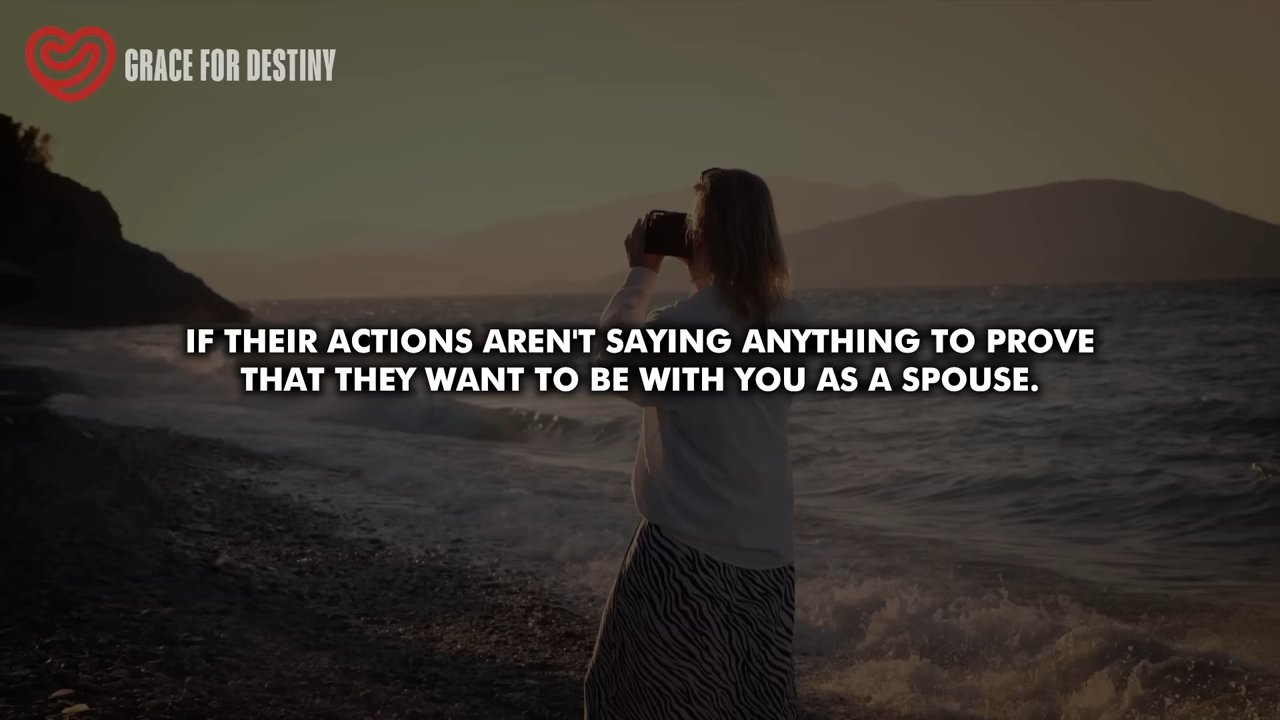 GRACE FOR DESTINY
IF THEIR ACTIONS AREN'T SAYING ANYTHING TO PROVE
THAT THEY WANT TO BE WITH YOU AS A SPOUSE.